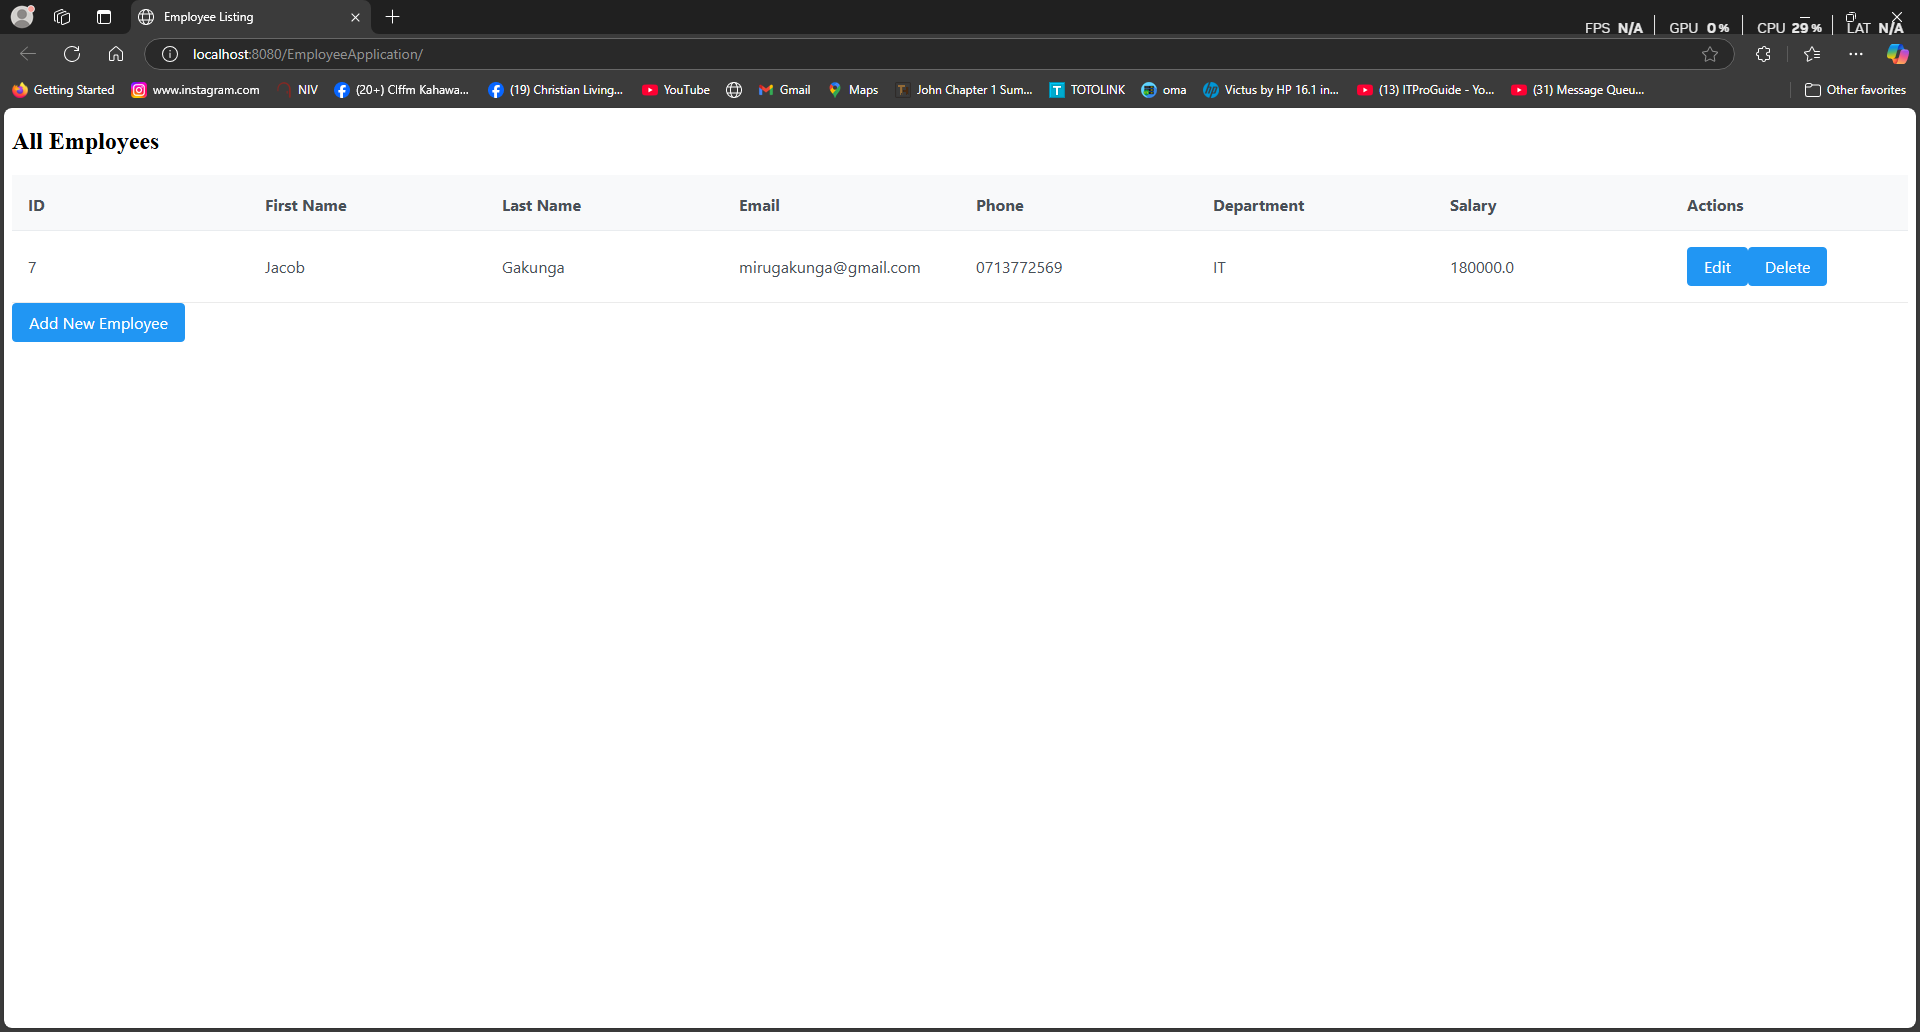 Employee Listing
FPS N/A GPU 0% CPU 29% LAT N/A
localhost:8080/EmployeeApplication/
Getting Started www.instagram.com NIV (20+) Clffm Kahawa... (19) Christian Living... YouTube Gmail Maps John Chapter 1 Sum... TOTOLINK oma Victus by HP 16.1 in... (13) ITProGuide - Yo... (31) Message Queu... Other favorites
All Employees
ID First Name Last Name Email Phone Department Salary Actions
7 Jacob Gakunga mirugakunga@gmail.com 0713772569 IT 180000.0 Edit Delete
Add New Employee